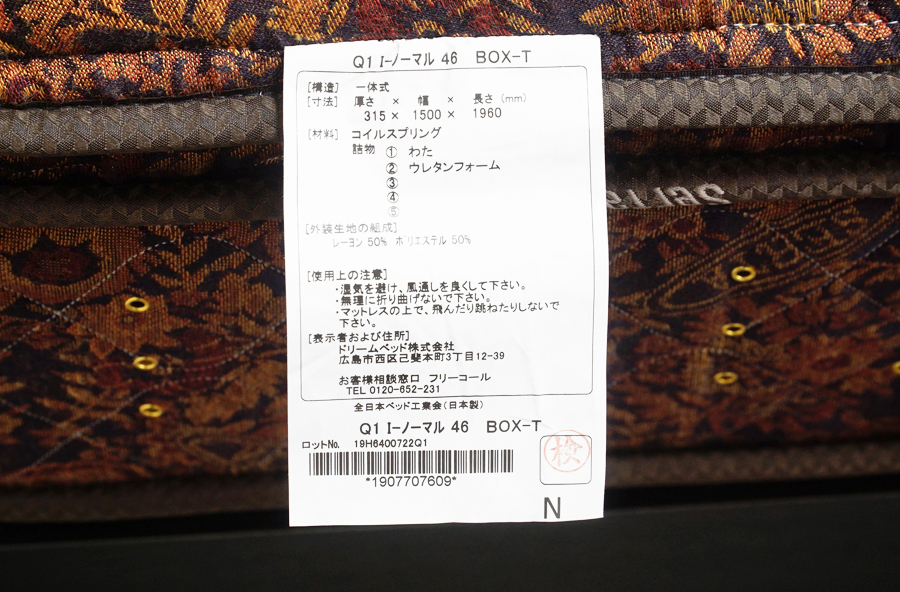 Q1 I-ノーマル 46 BOX-T
[構造] 一体式
[寸法] 厚さ × 幅 × 長さ (mm)
315 × 1500 × 1960
[材料] コイルスプリング
詰物 ① わた
② ウレタンフォーム
③
④
⑤
[外装生地の組成]
レーヨン 50% ポリエステル 50%
[使用上の注意]
・湿気を避け、風通しを良くして下さい。
・無理に折り曲げないで下さい。
・マットレスの上で、飛んだり跳ねたりしないで
下さい。
[表示者および住所]
ドリームベッド株式会社
広島市西区己斐本町3丁目12-39
お客様相談窓口 フリーコール
TEL 0120-652-231
全日本ベッド工業会(日本製)
Q1 I-ノーマル 46 BOX-T
ロットNo. 19H6400722Q1
*1907707609*
検
N